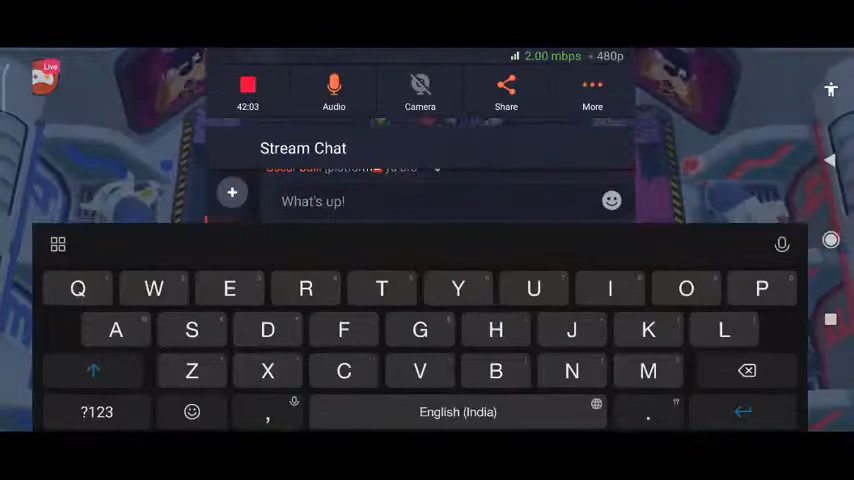 Live
2.00 mbps 480p
42:03 Audio Camera Share More
Stream Chat
What's up!
Q W E R T Y U I O P
A S D F G H J K L
Z X C V B N M
?123 , English (India) .